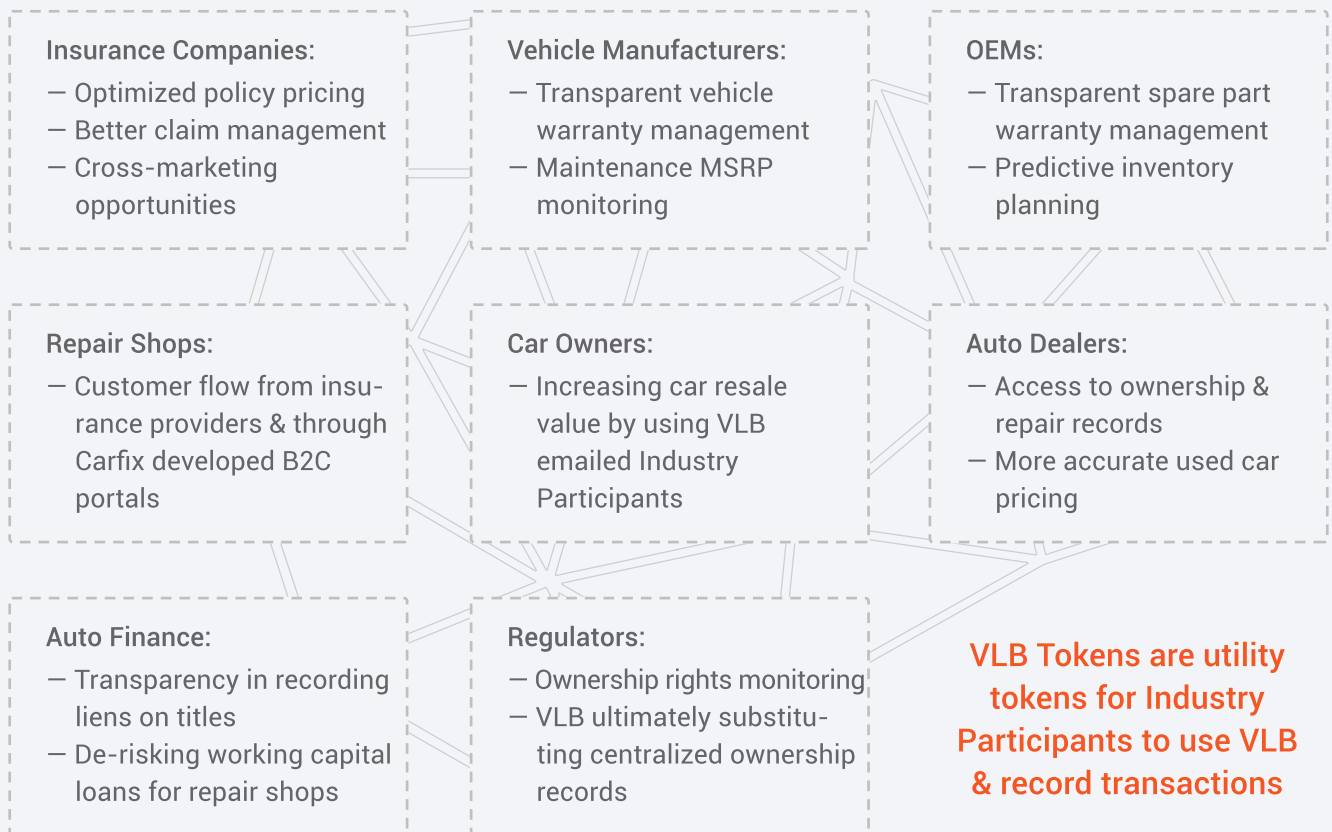 Insurance Companies:
— Optimized policy pricing
— Better claim management
— Cross-marketing
opportunities
Vehicle Manufacturers:
— Transparent vehicle
warranty management
— Maintenance MSRP
monitoring
OEMs:
— Transparent spare part
warranty management
— Predictive inventory
planning
Repair Shops:
— Customer flow from insu-
rance providers & through
Carfix developed B2C
portals
Car Owners:
— Increasing car resale
value by using VLB
emailed Industry
Participants
Auto Dealers:
— Access to ownership &
repair records
— More accurate used car
pricing
Auto Finance:
— Transparency in recording
liens on titles
— De-risking working capital
loans for repair shops
Regulators:
— Ownership rights monitoring
— VLB ultimately substitu-
ting centralized ownership
records
VLB Tokens are utility
tokens for Industry
Participants to use VLB
& record transactions